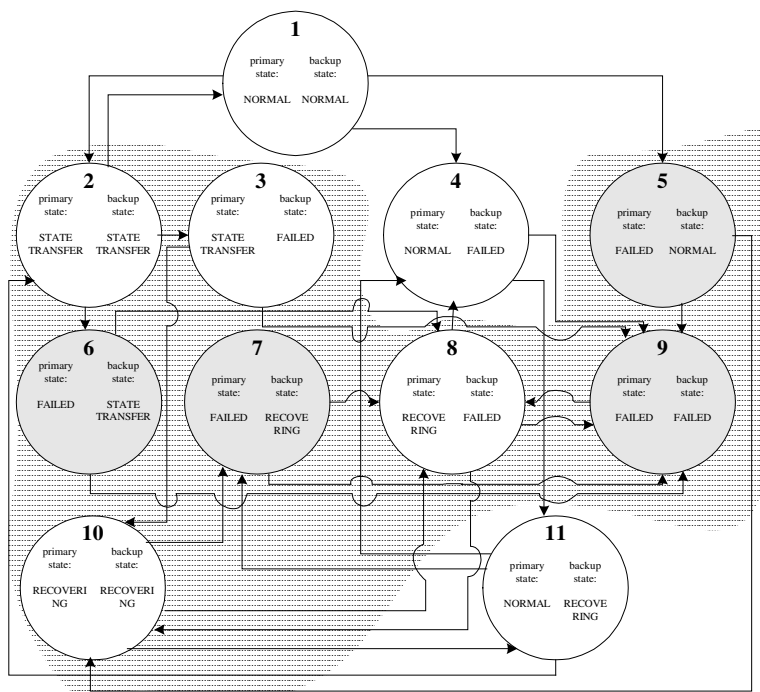 1
primary backup
state: state:
NORMAL NORMAL
2
primary backup
state: state:
STATE STATE
TRANSFER TRANSFER
3
primary backup
state: state:
STATE FAILED
TRANSFER
4
primary backup
state: state:
NORMAL FAILED
5
primary backup
state: state:
FAILED NORMAL
6
primary backup
state: state:
FAILED STATE
TRANSFER
7
primary backup
state: state:
FAILED RECOVE
RING
8
primary backup
state: state:
RECOVE FAILED
RING
9
primary backup
state: state:
FAILED FAILED
10
primary backup
state: state:
RECOVERI RECOVERI
NG NG
11
primary backup
state: state:
NORMAL RECOVE
RING